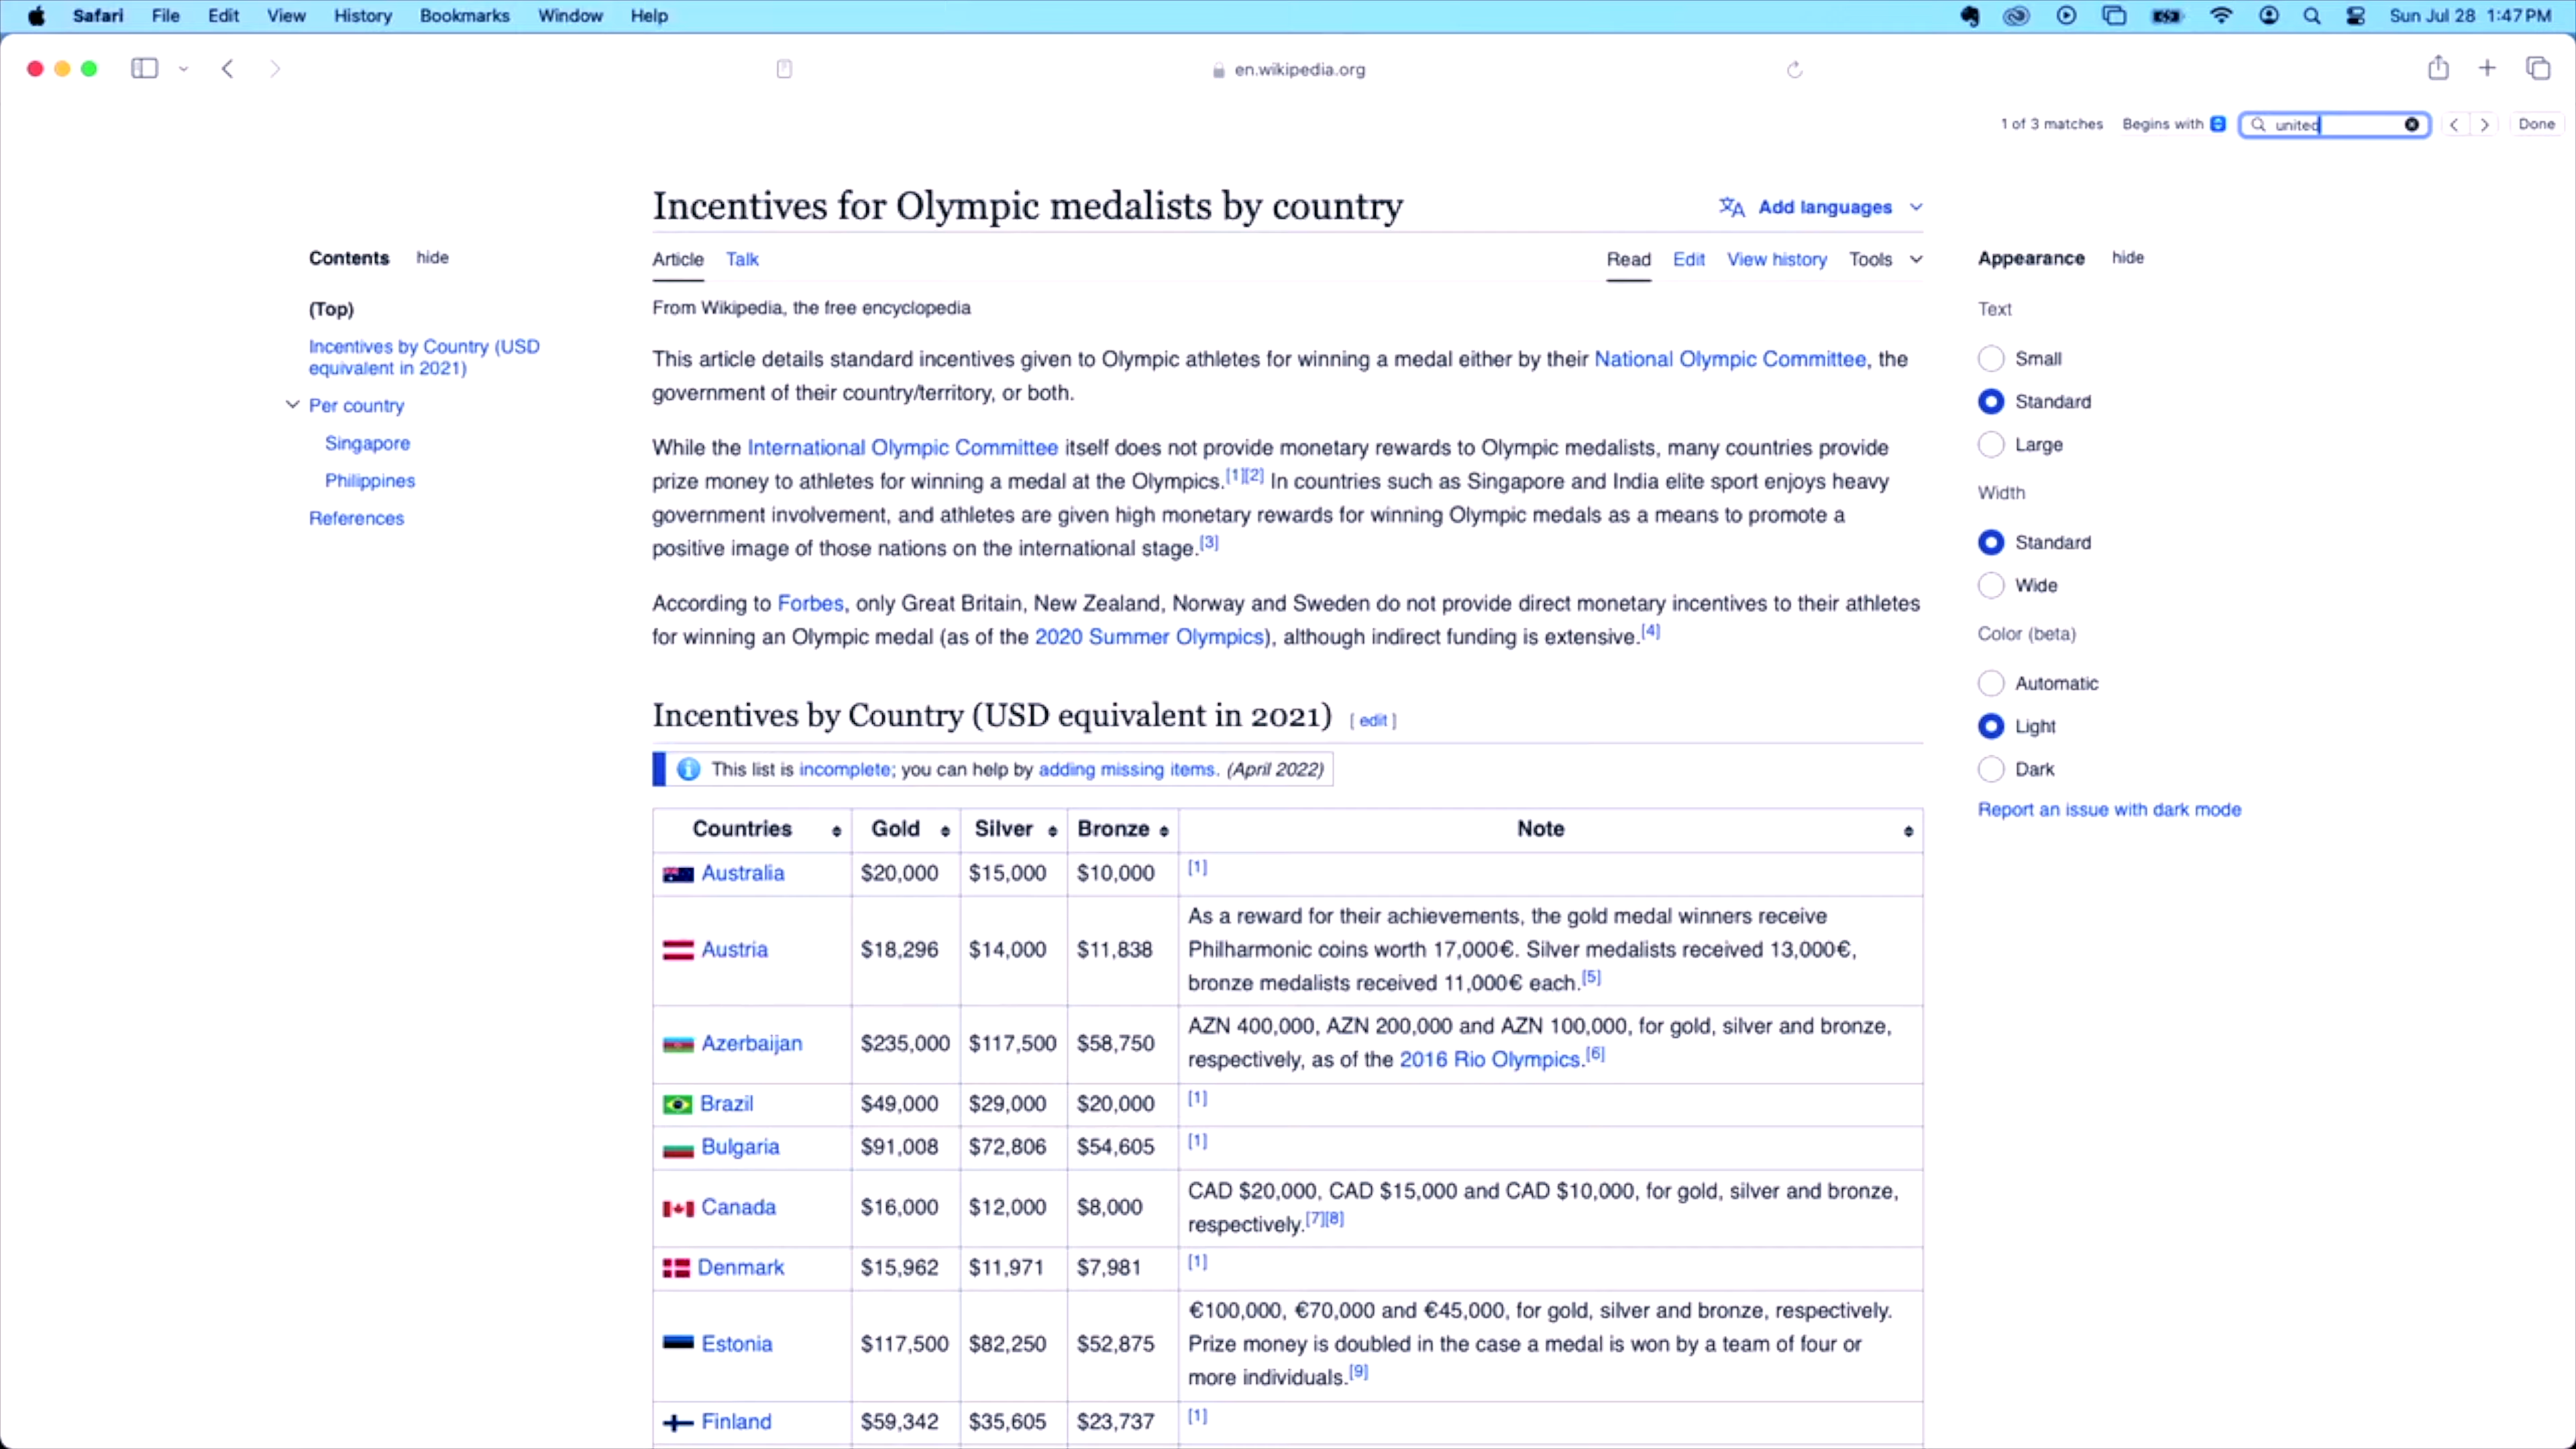 Safari File Edit View History Bookmarks Window Help Sun Jul 28 1:47 PM
en.wikipedia.org
1 of 3 matches Begins with united Done
Incentives for Olympic medalists by country
Add languages
Contents hide
(Top)
Incentives by Country (USD
equivalent in 2021)
Per country
Singapore
Philippines
References
Article Talk Read Edit View history Tools
From Wikipedia, the free encyclopedia
This article details standard incentives given to Olympic athletes for winning a medal either by their National Olympic Committee, the
government of their country/territory, or both.
While the International Olympic Committee itself does not provide monetary rewards to Olympic medalists, many countries provide
prize money to athletes for winning a medal at the Olympics.[1][2] In countries such as Singapore and India elite sport enjoys heavy
government involvement, and athletes are given high monetary rewards for winning Olympic medals as a means to promote a
positive image of those nations on the international stage.[3]
According to Forbes, only Great Britain, New Zealand, Norway and Sweden do not provide direct monetary incentives to their athletes
for winning an Olympic medal (as of the 2020 Summer Olympics), although indirect funding is extensive.[4]
Incentives by Country (USD equivalent in 2021) [ edit ]
This list is incomplete; you can help by adding missing items. (April 2022)
Countries Gold Silver Bronze Note
Australia $20,000 $15,000 $10,000 [1]
As a reward for their achievements, the gold medal winners receive
Austria $18,296 $14,000 $11,838 Philharmonic coins worth 17,000€. Silver medalists received 13,000€,
bronze medalists received 11,000€ each.[5]
Azerbaijan $235,000 $117,500 $58,750 AZN 400,000, AZN 200,000 and AZN 100,000, for gold, silver and bronze,
respectively, as of the 2016 Rio Olympics.[6]
Brazil $49,000 $29,000 $20,000 [1]
Bulgaria $91,008 $72,806 $54,605 [1]
Canada $16,000 $12,000 $8,000 CAD $20,000, CAD $15,000 and CAD $10,000, for gold, silver and bronze,
respectively.[7][8]
Denmark $15,962 $11,971 $7,981 [1]
€100,000, €70,000 and €45,000, for gold, silver and bronze, respectively.
Estonia $117,500 $82,250 $52,875 Prize money is doubled in the case a medal is won by a team of four or
more individuals.[9]
Finland $59,342 $35,605 $23,737 [1]
Appearance hide
Text
Small
Standard
Large
Width
Standard
Wide
Color (beta)
Automatic
Light
Dark
Report an issue with dark mode